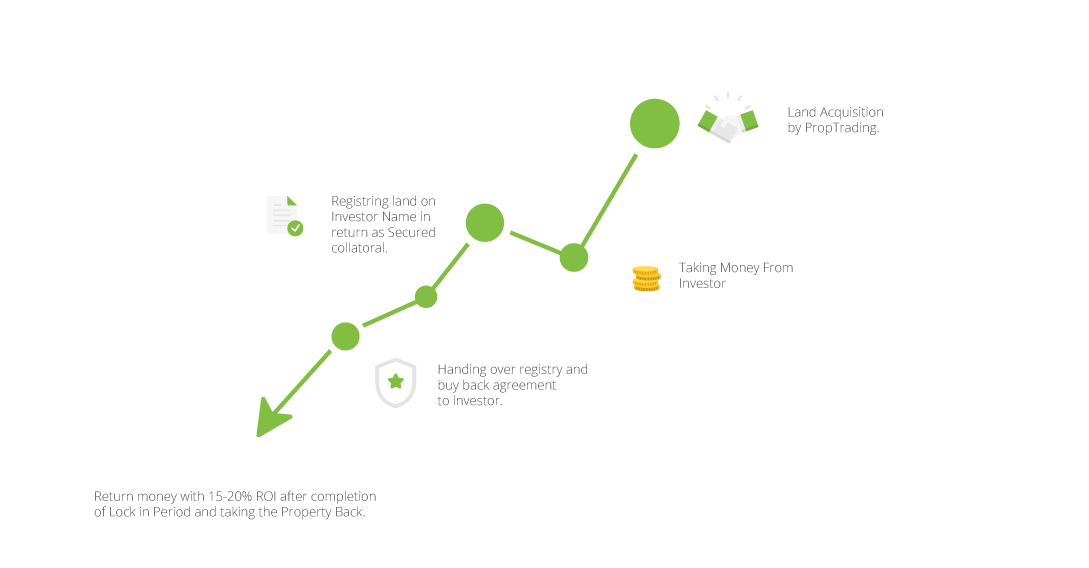 Land Acquisition
by PropTrading.
Registring land on
Investor Name in
return as Secured
collatoral.
Taking Money From
Investor
Handing over registry and
buy back agreement
to investor.
Return money with 15-20% ROI after completion
of Lock in Period and taking the Property Back.